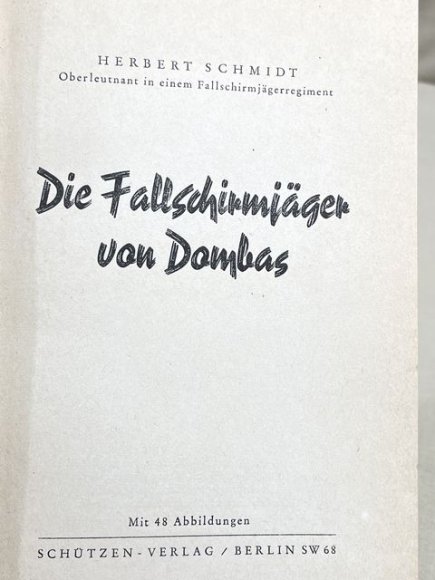 HERBERT SCHMIDT
Oberleutnant in einem Fallschirmjägerregiment
Die Fallschirmjäger
von Dombas
Mit 48 Abbildungen
SCHÜTZEN-VERLAG / BERLIN SW 68